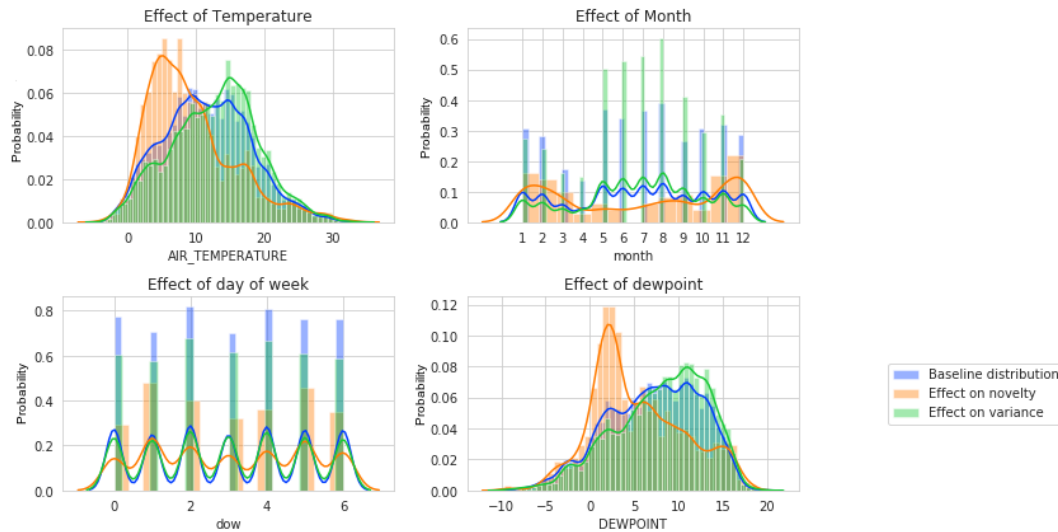 Effect of Temperature
Probability
0.08
0.06
0.04
0.02
0.00
0
10
20
30
AIR_TEMPERATURE
Effect of Month
Probability
0.6
0.5
0.4
0.3
0.2
0.1
0.0
1 2 3 4 5 6 7 8 9 10 11 12
month
Effect of day of week
Probability
0.8
0.6
0.4
0.2
0.0
0
2
4
6
dow
Effect of dewpoint
Probability
0.12
0.10
0.08
0.06
0.04
0.02
0.00
−10
−5
0
5
10
15
20
DEWPOINT
Baseline distribution
Effect on novelty
Effect on variance